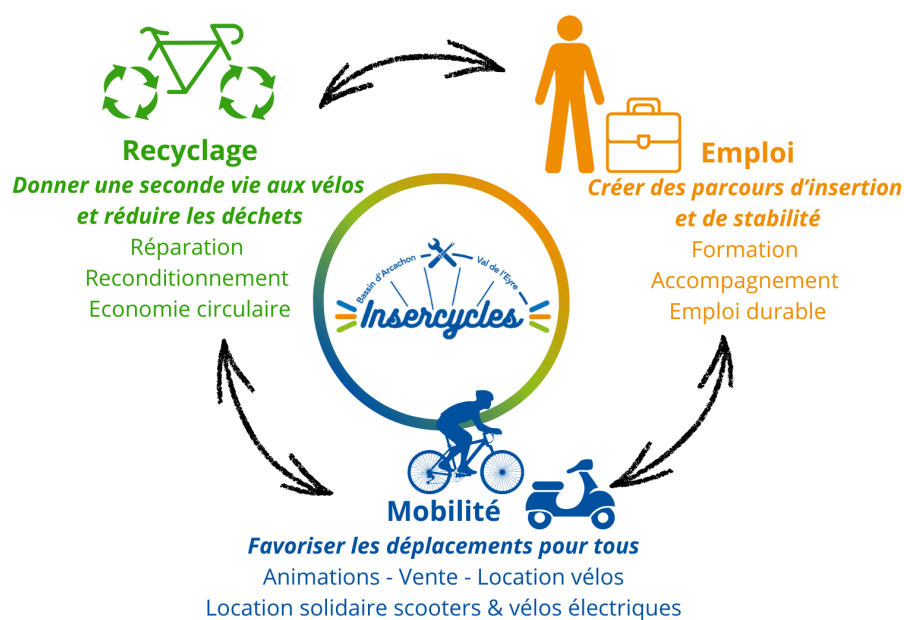 Recyclage
Donner une seconde vie aux vélos
et réduire les déchets
Réparation
Reconditionnement
Economie circulaire
Emploi
Créer des parcours d’insertion
et de stabilité
Formation
Accompagnement
Emploi durable
Bassin d'Arcachon
Val de l'Eyre
Insercycles
Mobilité
Favoriser les déplacements pour tous
Animations - Vente - Location vélos
Location solidaire scooters & vélos électriques